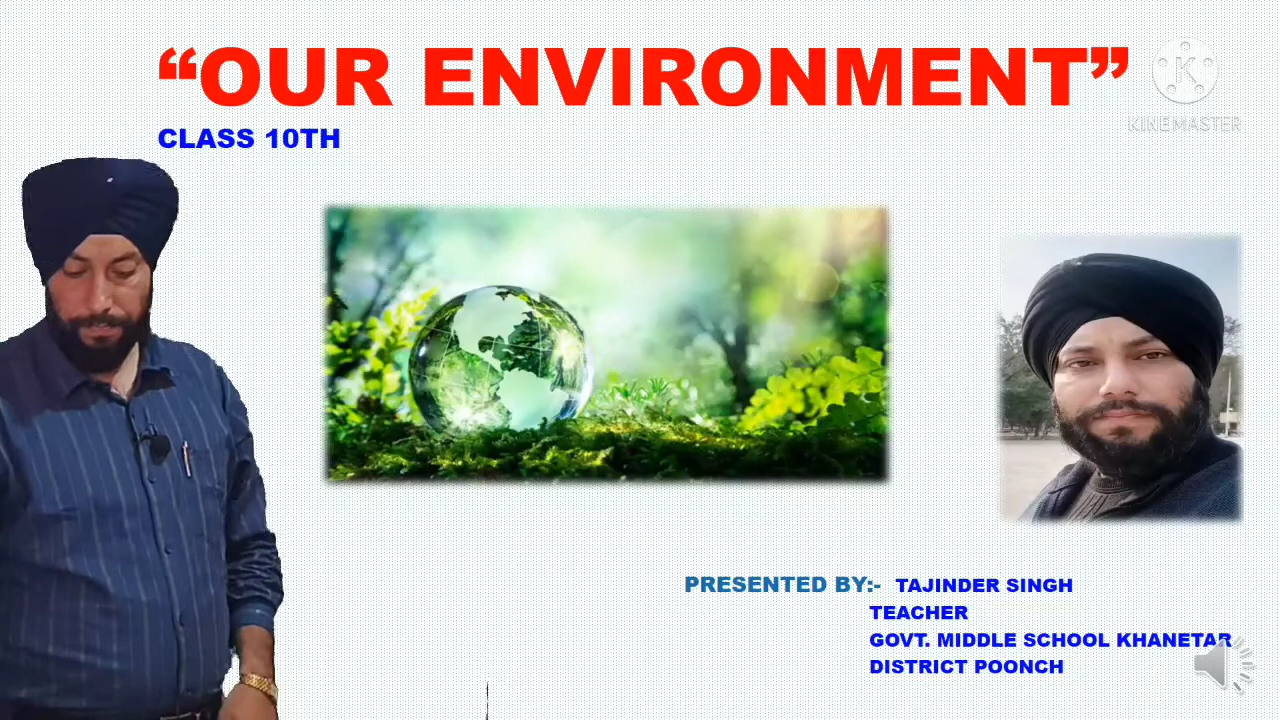 “OUR ENVIRONMENT”
CLASS 10TH
K
KINEMASTER
PRESENTED BY:- TAJINDER SINGH
TEACHER
GOVT. MIDDLE SCHOOL KHANETAR
DISTRICT POONCH